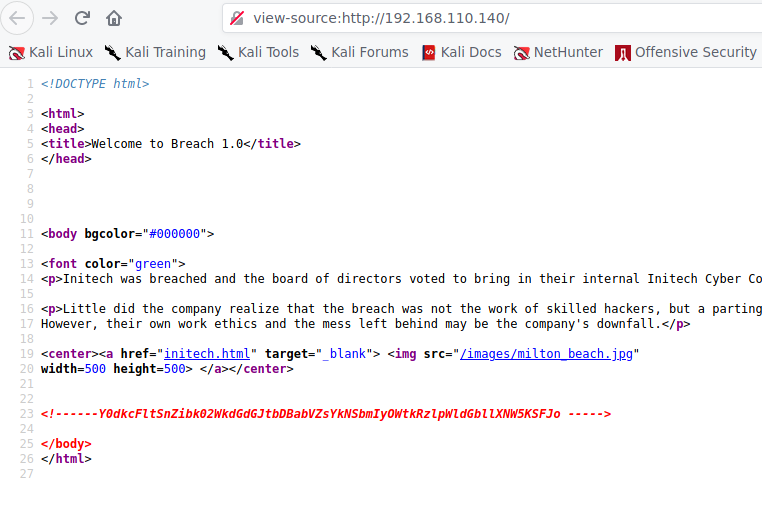 view-source:http://192.168.110.140/
Kali Linux Kali Training Kali Tools Kali Forums Kali Docs NetHunter Offensive Security
1 <!DOCTYPE html>
2
3 <html>
4 <head>
5 <title>Welcome to Breach 1.0</title>
6 </head>
7
8
9
10
11 <body bgcolor="#000000">
12
13 <font color="green">
14 <p>Initech was breached and the board of directors voted to bring in their internal Initech Cyber Co
15
16 <p>Little did the company realize that the breach was not the work of skilled hackers, but a parting
17 However, their own work ethics and the mess left behind may be the company's downfall.</p>
18
19 <center><a href="initech.html" target="_blank"> <img src="/images/milton_beach.jpg"
20 width=500 height=500> </a></center>
21
22
23 <!------Y0dkcFltSnZibk02WkdGdGJtbDBabVZsYkNSbmIyOWtkRzlpWldGbllXNW5KSFJo ----->
24
25 </body>
26 </html>
27